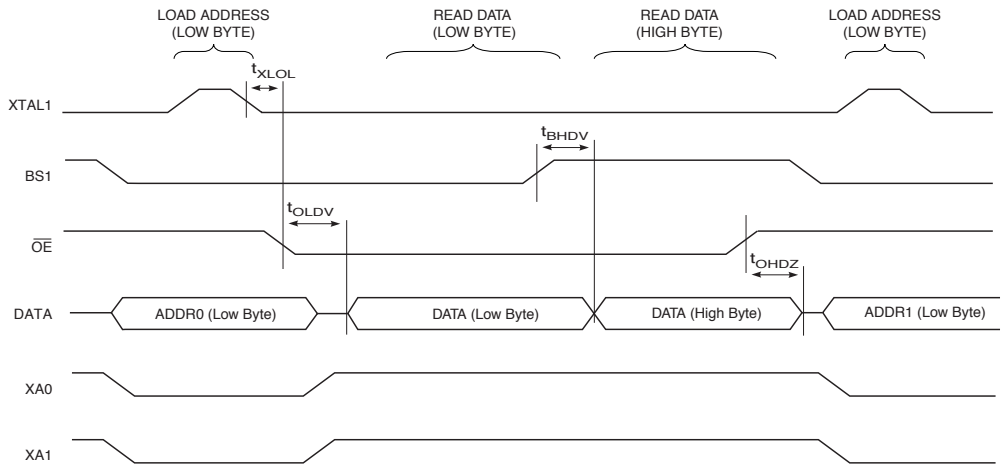 LOAD ADDRESS
(LOW BYTE)
READ DATA
(LOW BYTE)
READ DATA
(HIGH BYTE)
LOAD ADDRESS
(LOW BYTE)
tXLOL
XTAL1
tBHDV
BS1
tOLDV
OE
tOHDZ
DATA
ADDR0 (Low Byte)
DATA (Low Byte)
DATA (High Byte)
ADDR1 (Low Byte)
XA0
XA1